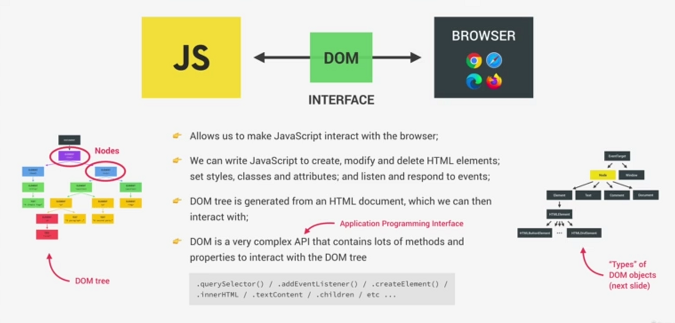 JS
DOM
BROWSER
INTERFACE
Nodes
DOM tree
👉 Allows us to make JavaScript interact with the browser;
👉 We can write JavaScript to create, modify and delete HTML elements;
set styles, classes and attributes; and listen and respond to events;
👉 DOM tree is generated from an HTML document, which we can then
interact with;
Application Programming Interface
👉 DOM is a very complex API that contains lots of methods and
properties to interact with the DOM tree
.querySelector() / .addEventListener() / .createElement() /
.innerHTML / .textContent / .children / etc ...
EventTarget
Node
Window
Element
Text
Comment
Document
HTMLElement
...
"Types" of
DOM objects
(next slide)